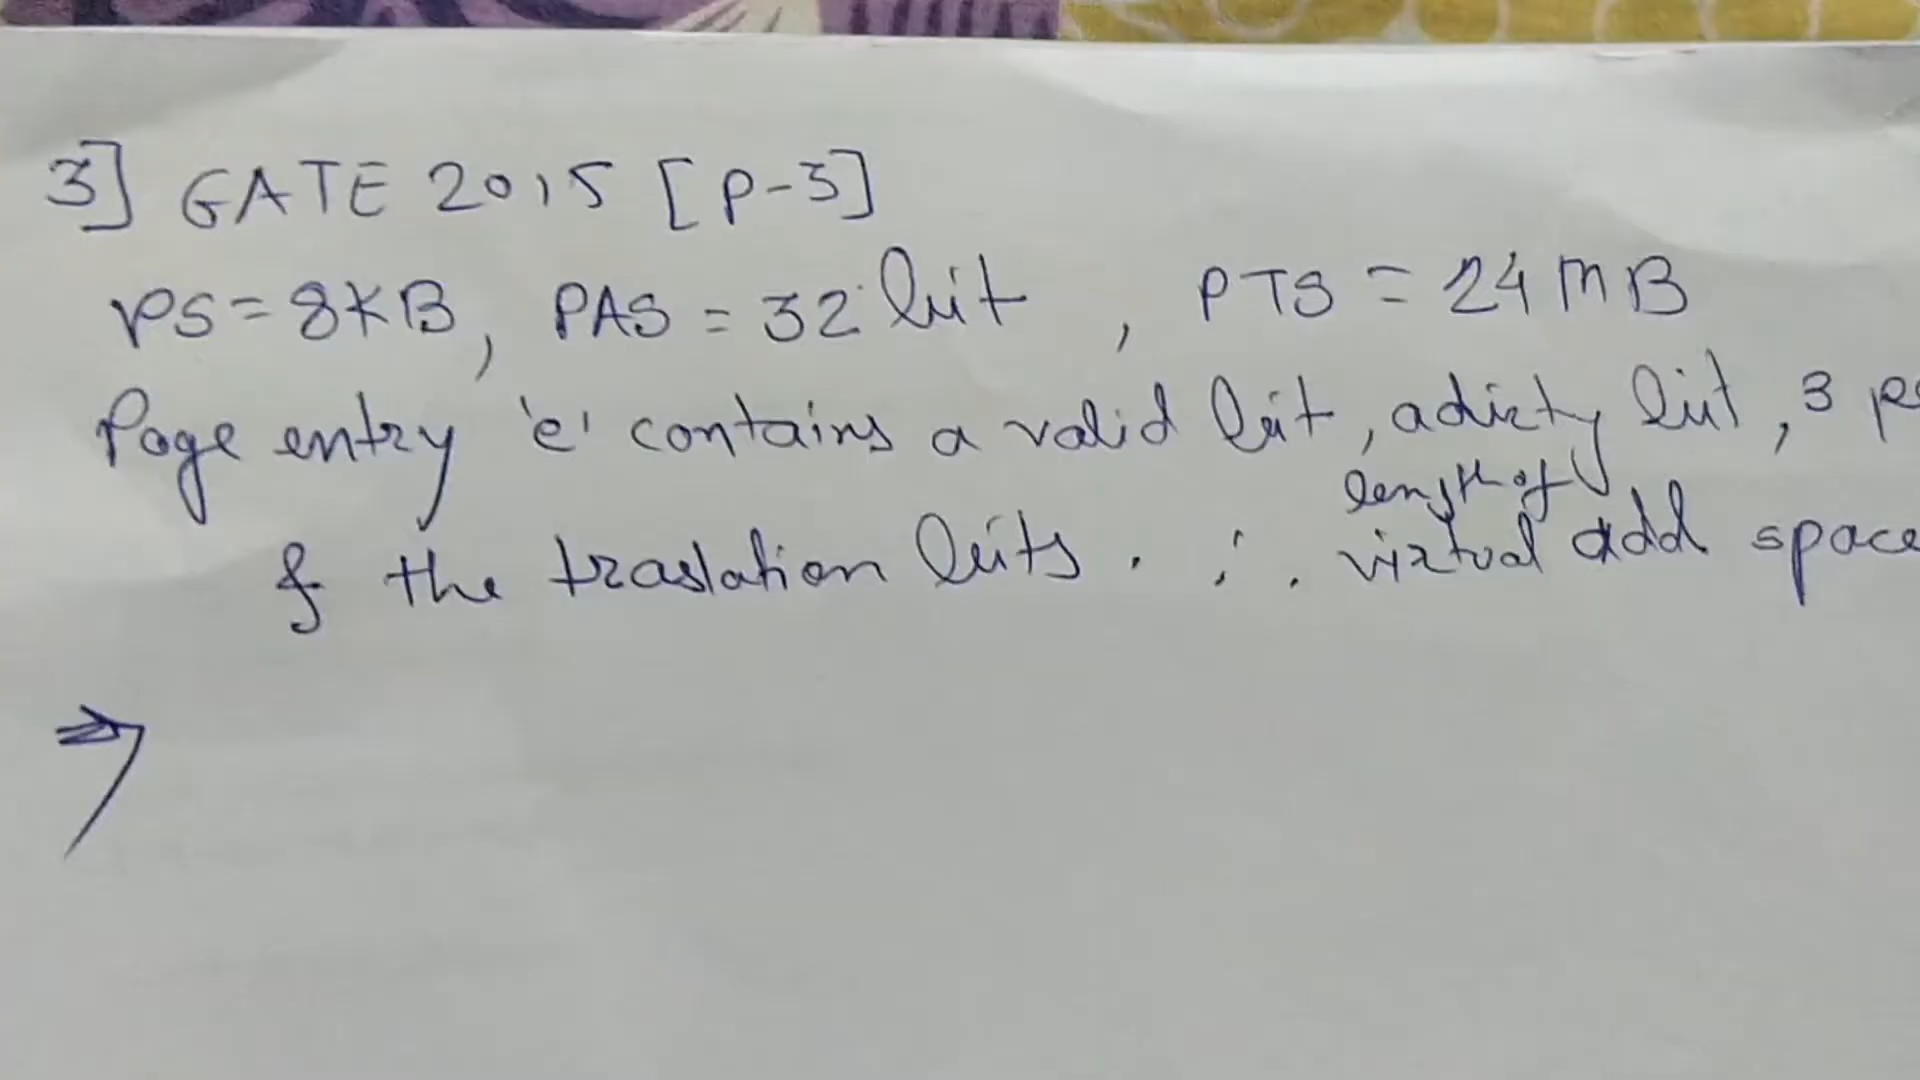 3] GATE 2015 [P-3]
PS = 8KB, PAS = 32 bit , PTS = 24 MB
Page entry 'e' contains a valid bit, a dirty bit, 3 pe
length of
& the traslation bits. ∴ virtual add space
⇒